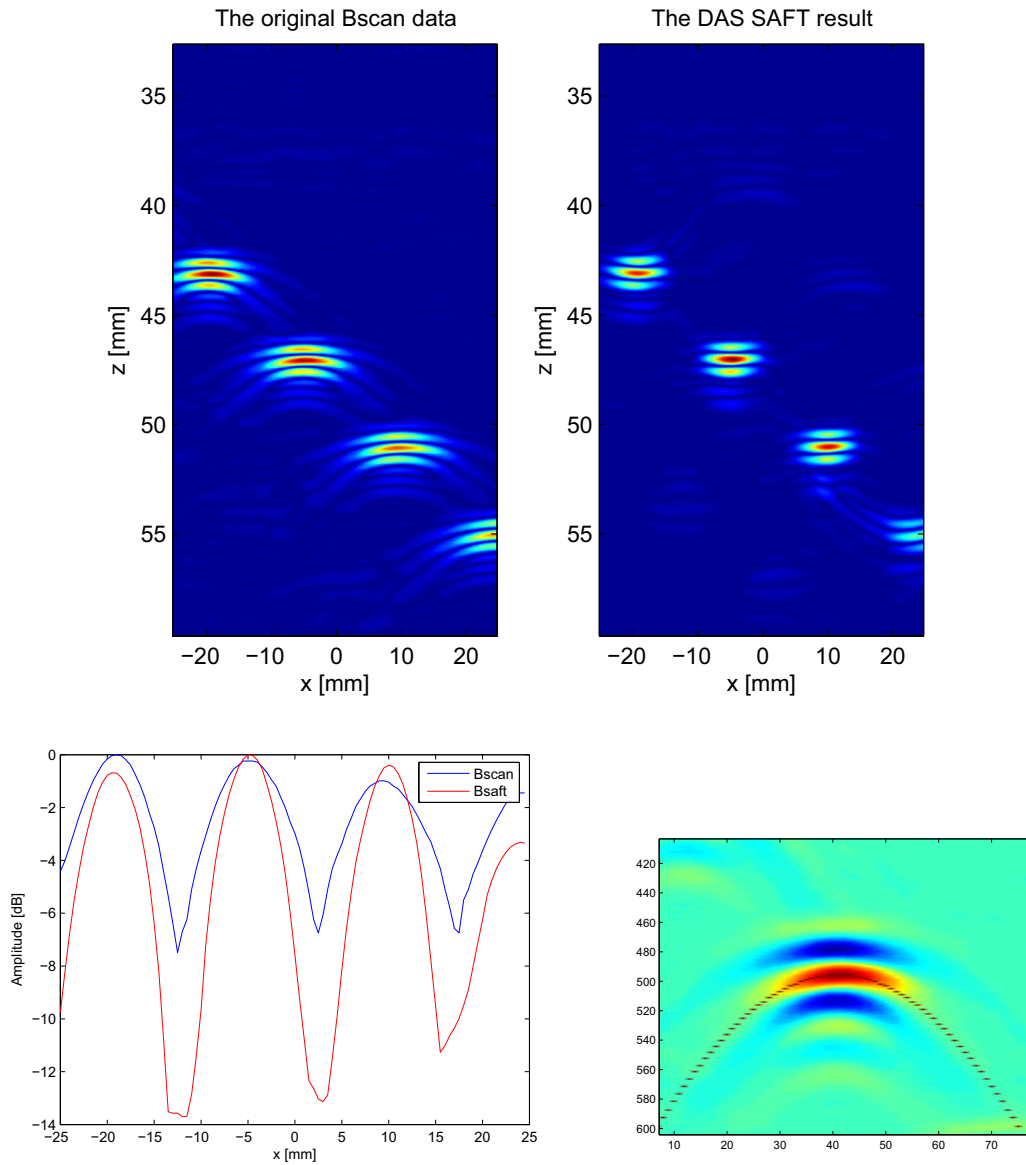 The original Bscan data
The DAS SAFT result
35
40
45
50
55
z [mm]
−20 −10 0 10 20
x [mm]
35
40
45
50
55
z [mm]
−20 −10 0 10 20
x [mm]
0
−2
−4
−6
−8
−10
−12
−14
Amplitude [dB]
−25 −20 −15 −10 −5 0 5 10 15 20 25
x [mm]
Bscan
Bsaft
420
440
460
480
500
520
540
560
580
600
10 20 30 40 50 60 70